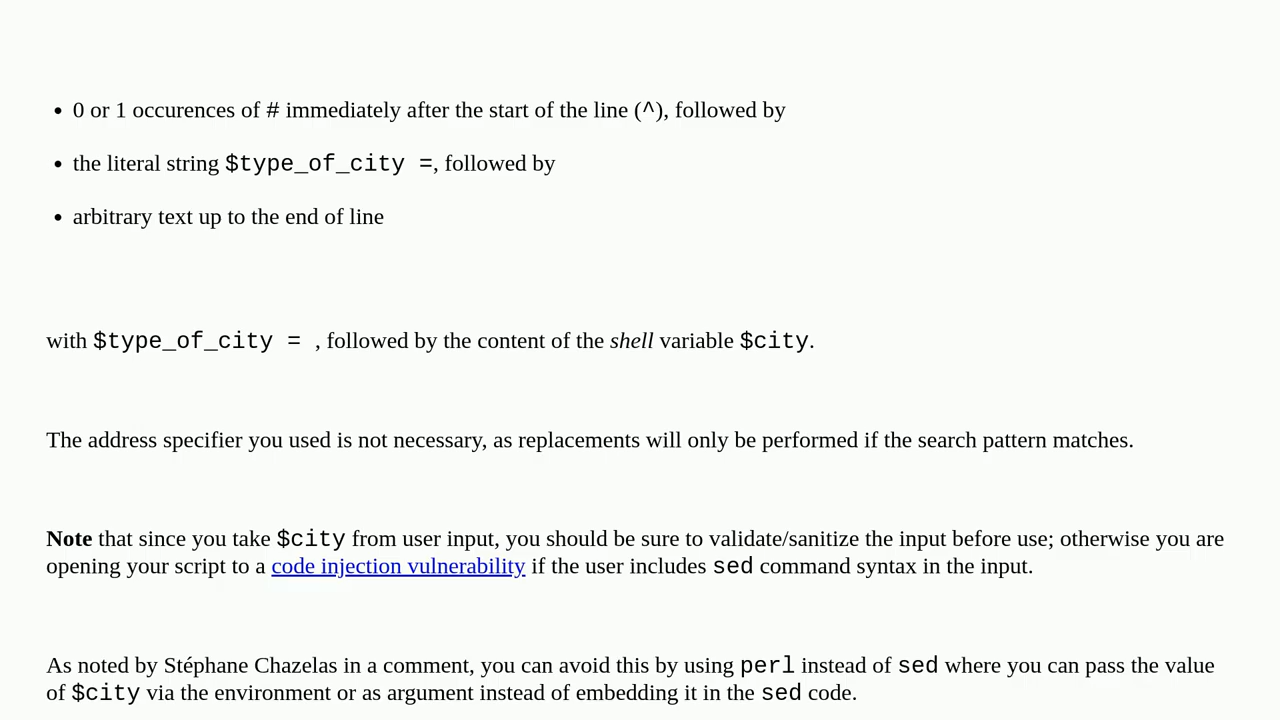 • 0 or 1 occurences of # immediately after the start of the line (^), followed by
• the literal string $type_of_city =, followed by
• arbitrary text up to the end of line
with $type_of_city = , followed by the content of the shell variable $city.
The address specifier you used is not necessary, as replacements will only be performed if the search pattern matches.
Note that since you take $city from user input, you should be sure to validate/sanitize the input before use; otherwise you are
opening your script to a code injection vulnerability if the user includes sed command syntax in the input.
As noted by Stéphane Chazelas in a comment, you can avoid this by using perl instead of sed where you can pass the value
of $city via the environment or as argument instead of embedding it in the sed code.